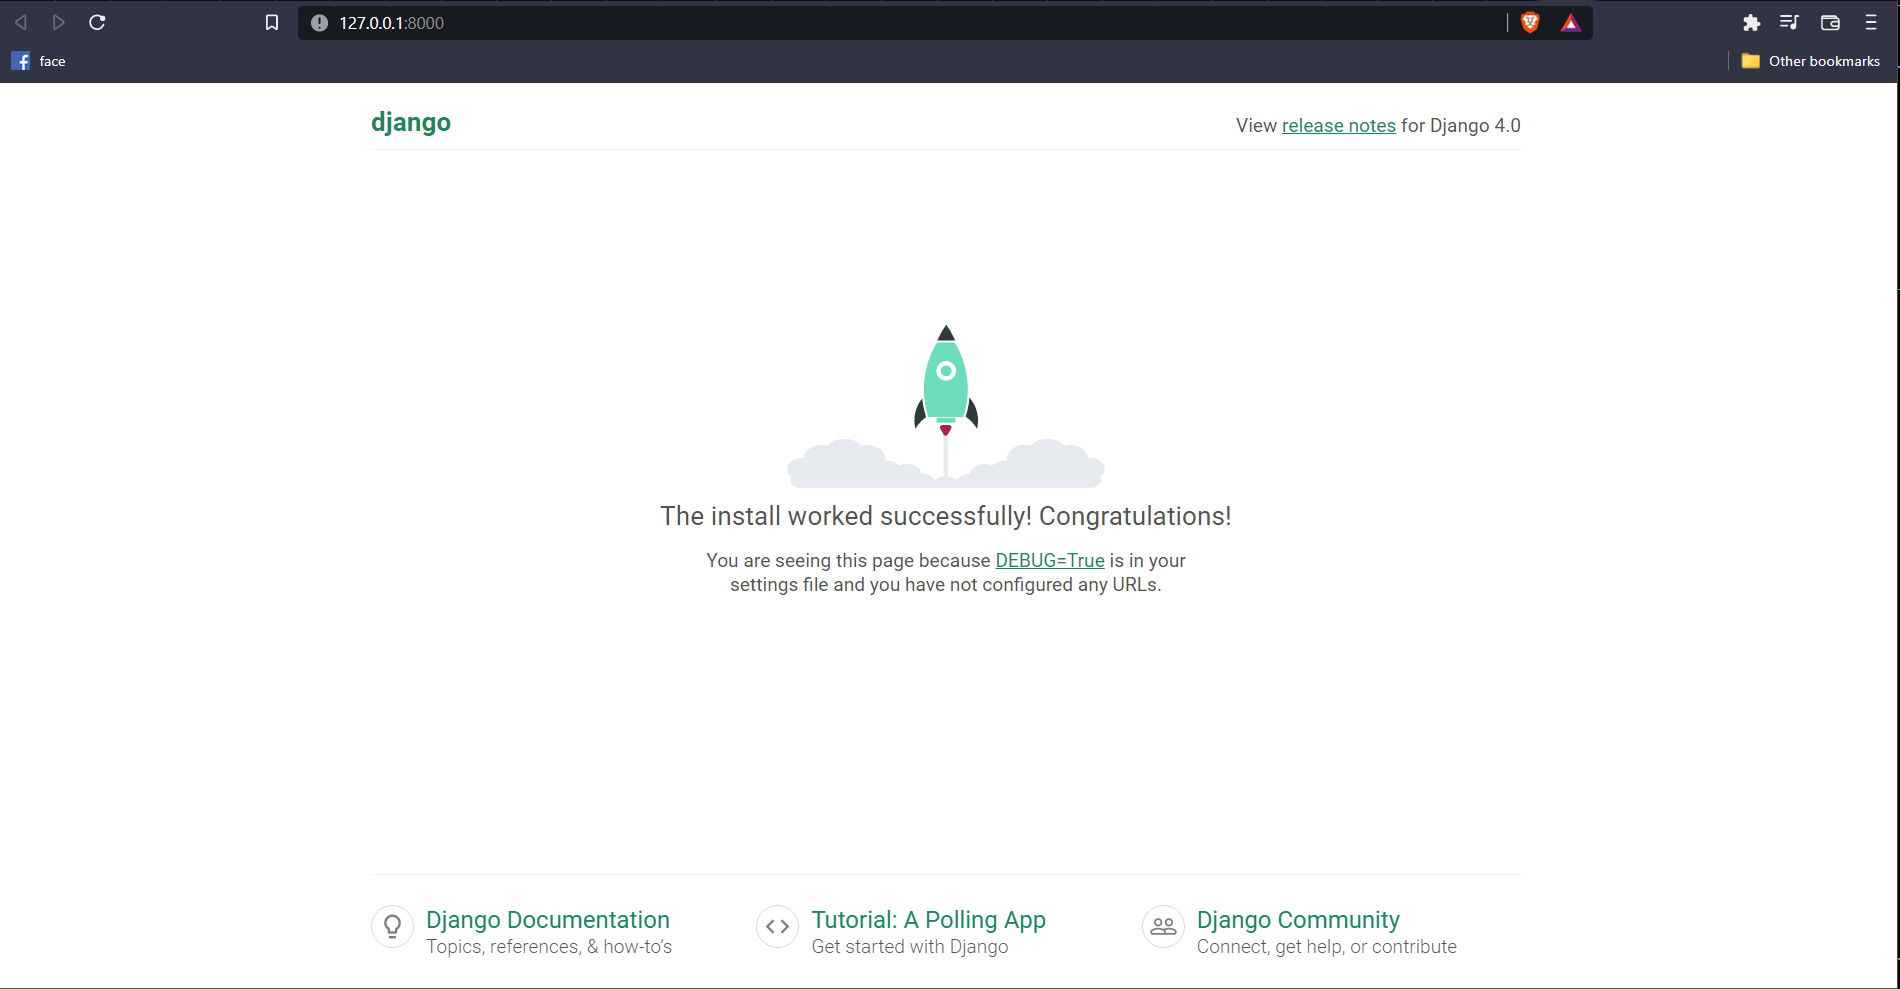 127.0.0.1:8000
face
Other bookmarks
django
View release notes for Django 4.0
The install worked successfully! Congratulations!
You are seeing this page because DEBUG=True is in your
settings file and you have not configured any URLs.
Django Documentation
Topics, references, & how-to’s
Tutorial: A Polling App
Get started with Django
Django Community
Connect, get help, or contribute